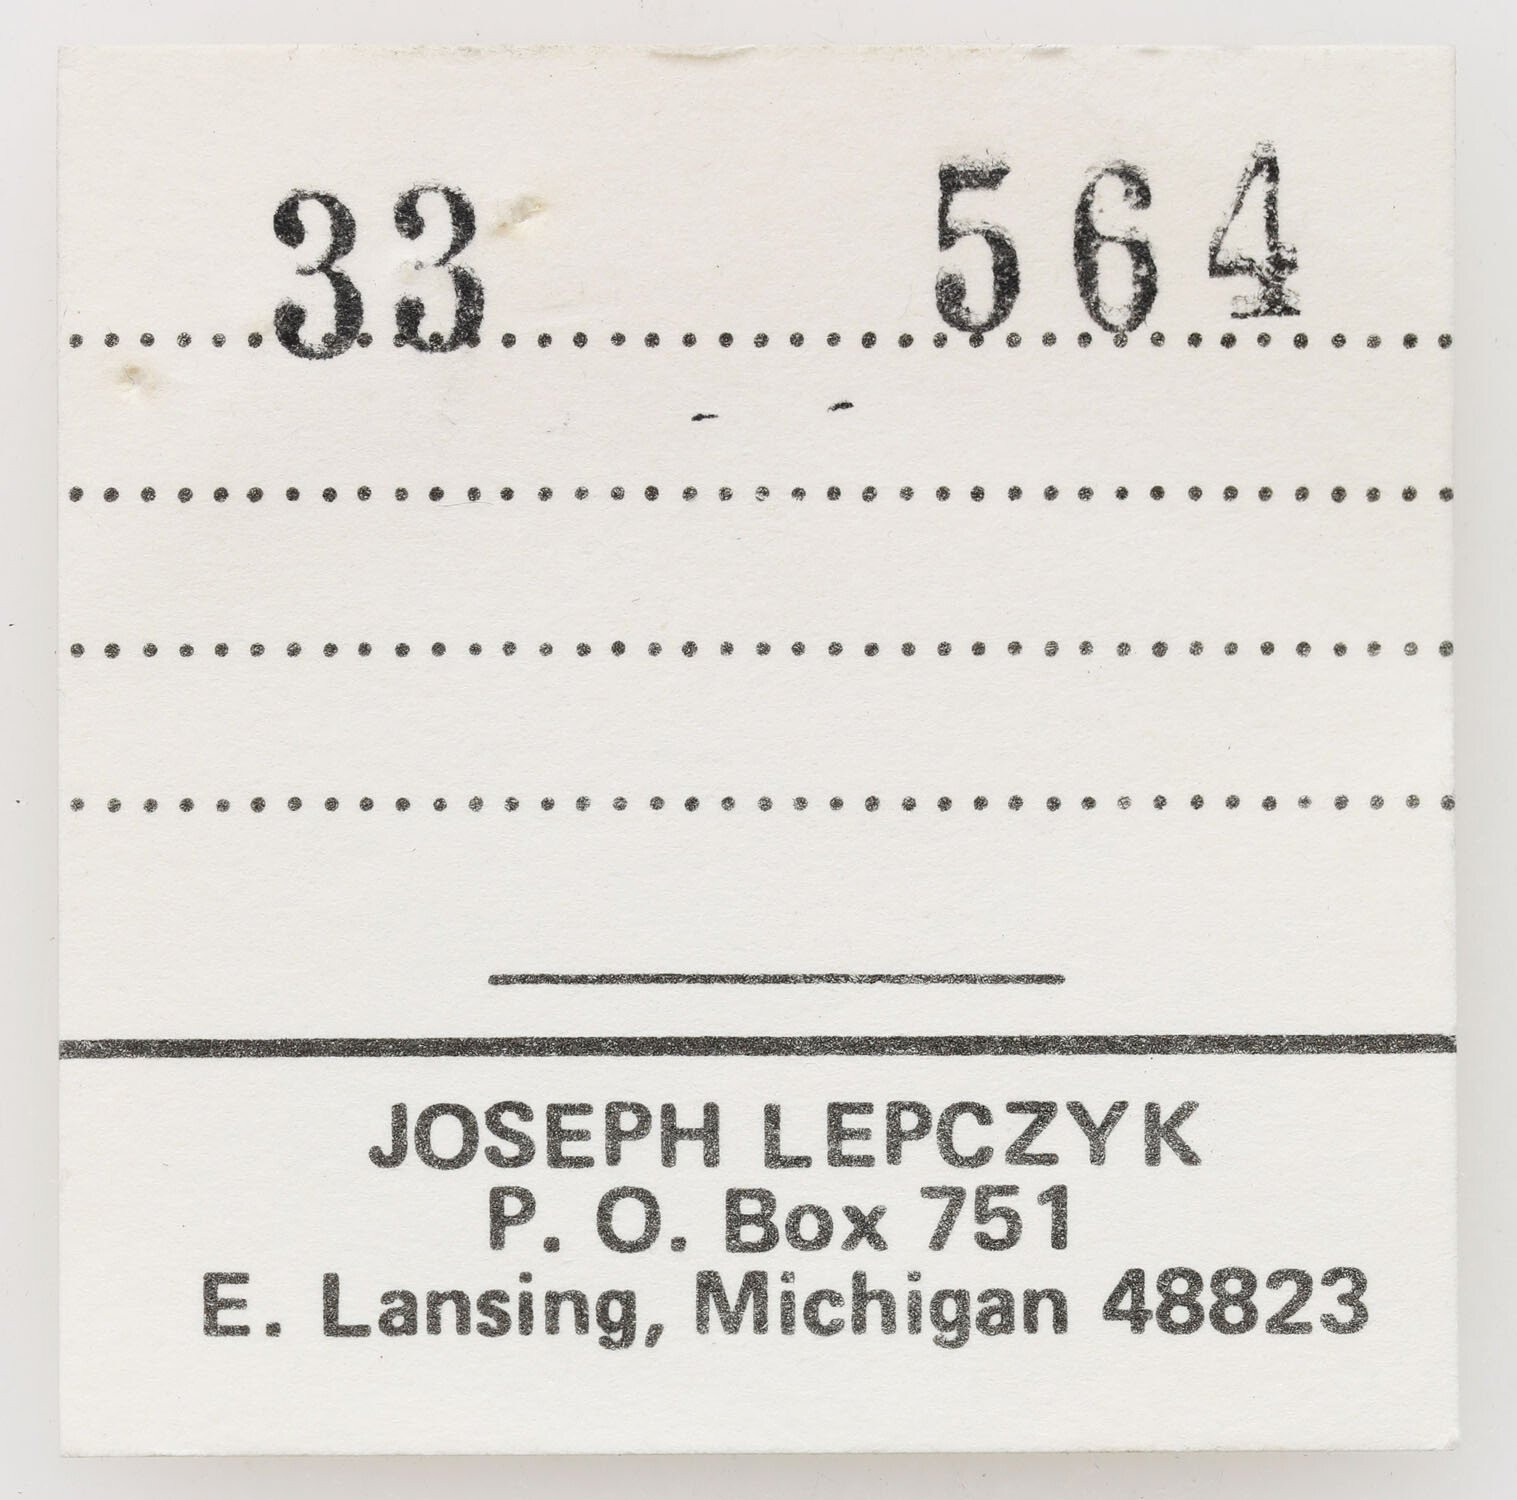 33 564
JOSEPH LEPCZYK
P. O. Box 751
E. Lansing, Michigan 48823